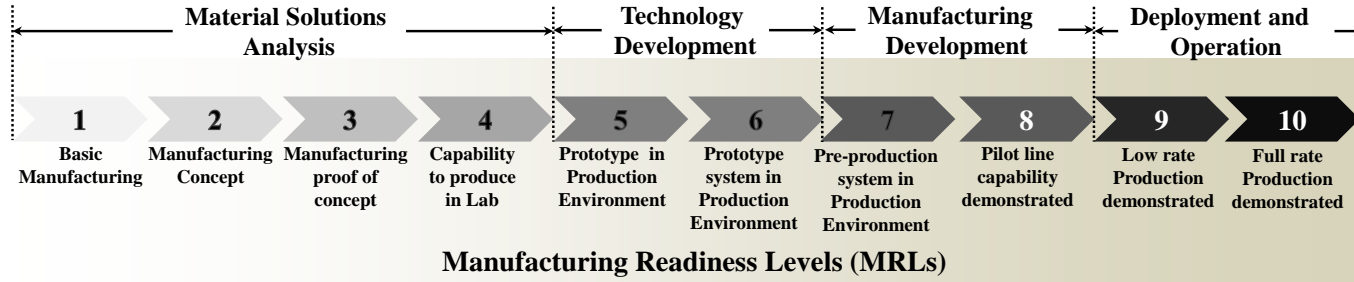 Material Solutions
Analysis
Technology
Development
Manufacturing
Development
Deployment and
Operation
1
2
3
4
5
6
7
8
9
10
Basic
Manufacturing
Manufacturing
Concept
Manufacturing
proof of
concept
Capability
to produce
in Lab
Prototype in
Production
Environment
Prototype
system in
Production
Environment
Pre-production
system in
Production
Environment
Pilot line
capability
demonstrated
Low rate
Production
demonstrated
Full rate
Production
demonstrated
Manufacturing Readiness Levels (MRLs)